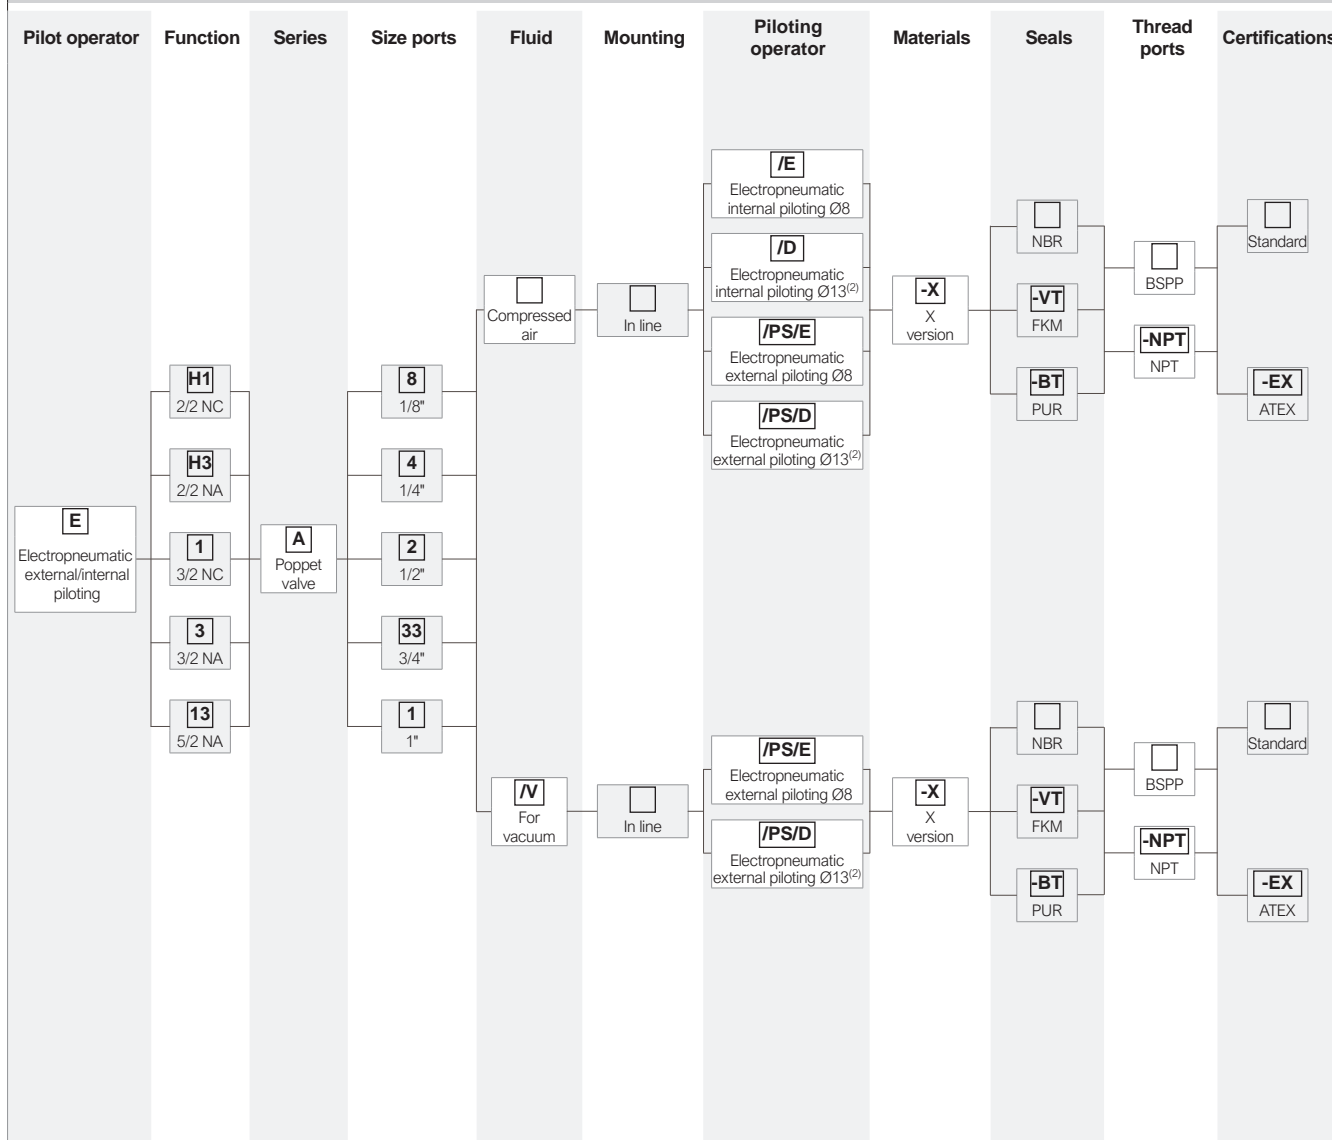 Pilot operator
Function
Series
Size ports
Fluid
Mounting
Piloting
operator
Materials
Seals
Thread
ports
Certifications
E
Electropneumatic
external/internal
piloting
H1
2/2 NC
H3
2/2 NA
1
3/2 NC
3
3/2 NA
13
5/2 NA
A
Poppet
valve
8
1/8"
4
1/4"
2
1/2"
33
3/4"
1
1"
Compressed
air
In line
/E
Electropneumatic
internal piloting Ø8
/D
Electropneumatic
internal piloting Ø13(2)
/PS/E
Electropneumatic
external piloting Ø8
/PS/D
Electropneumatic
external piloting Ø13(2)
-X
X
version
NBR
-VT
FKM
-BT
PUR
BSPP
-NPT
NPT
Standard
-EX
ATEX
/V
For
vacuum
In line
/PS/E
Electropneumatic
external piloting Ø8
/PS/D
Electropneumatic
external piloting Ø13(2)
-X
X
version
NBR
-VT
FKM
-BT
PUR
BSPP
-NPT
NPT
Standard
-EX
ATEX